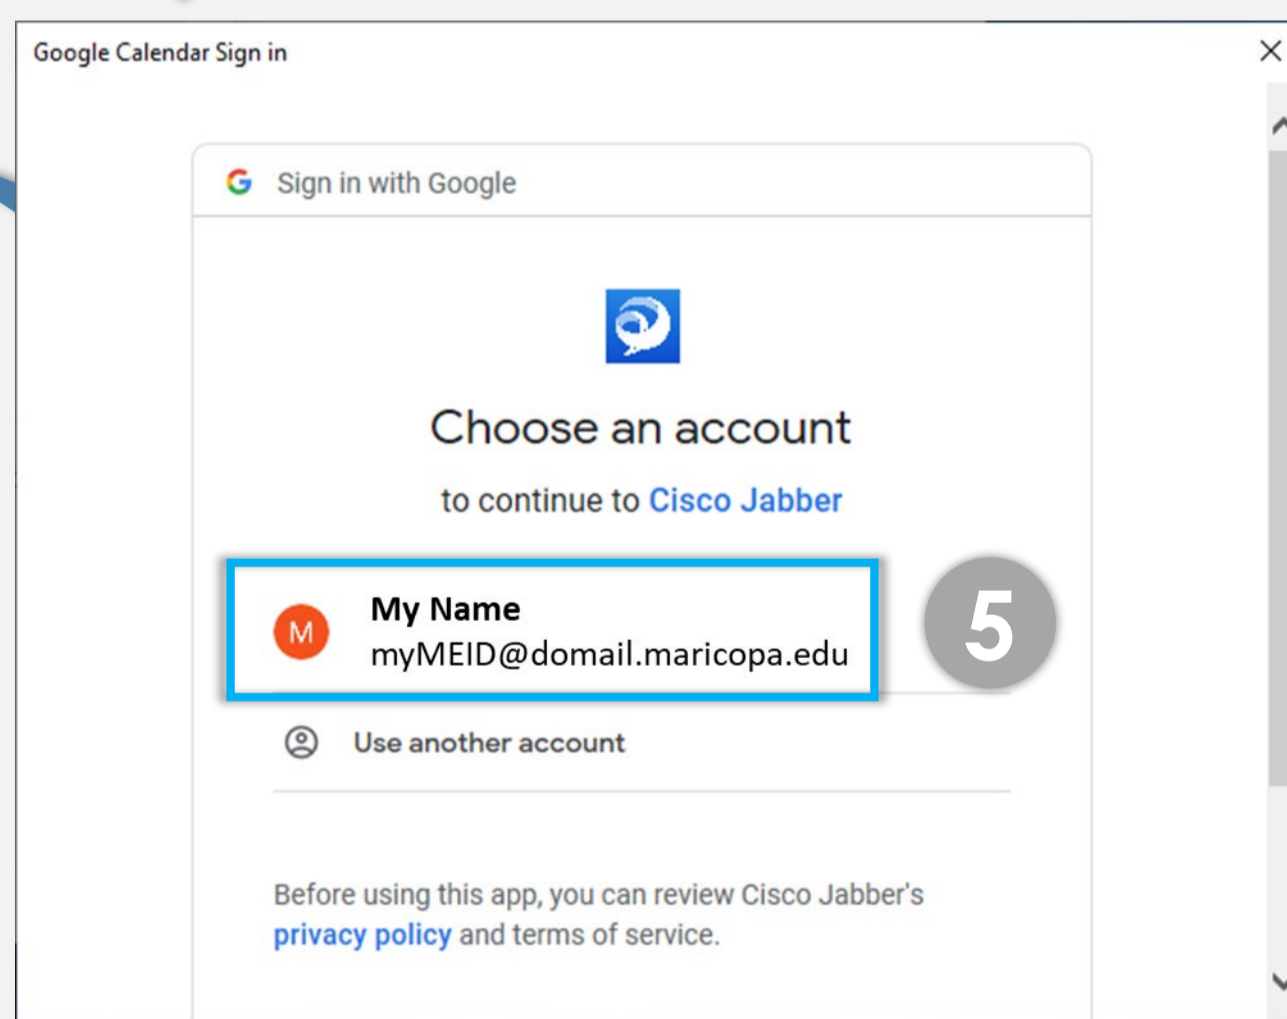 Google Calendar Sign in
Sign in with Google
Choose an account
to continue to Cisco Jabber
M
My Name
myMEID@domail.maricopa.edu
5
Use another account
Before using this app, you can review Cisco Jabber's
privacy policy and terms of service.